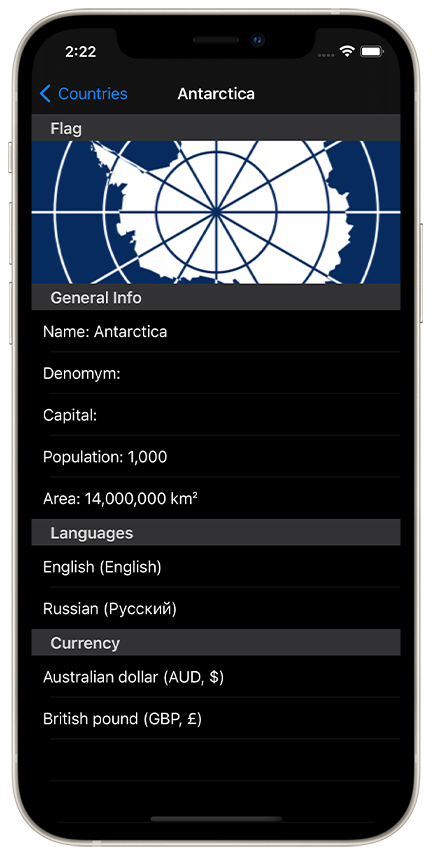 2:22
Countries
Antarctica
Flag
General Info
Name: Antarctica
Denomym:
Capital:
Population: 1,000
Area: 14,000,000 km²
Languages
English (English)
Russian (Русский)
Currency
Australian dollar (AUD, $)
British pound (GBP, £)